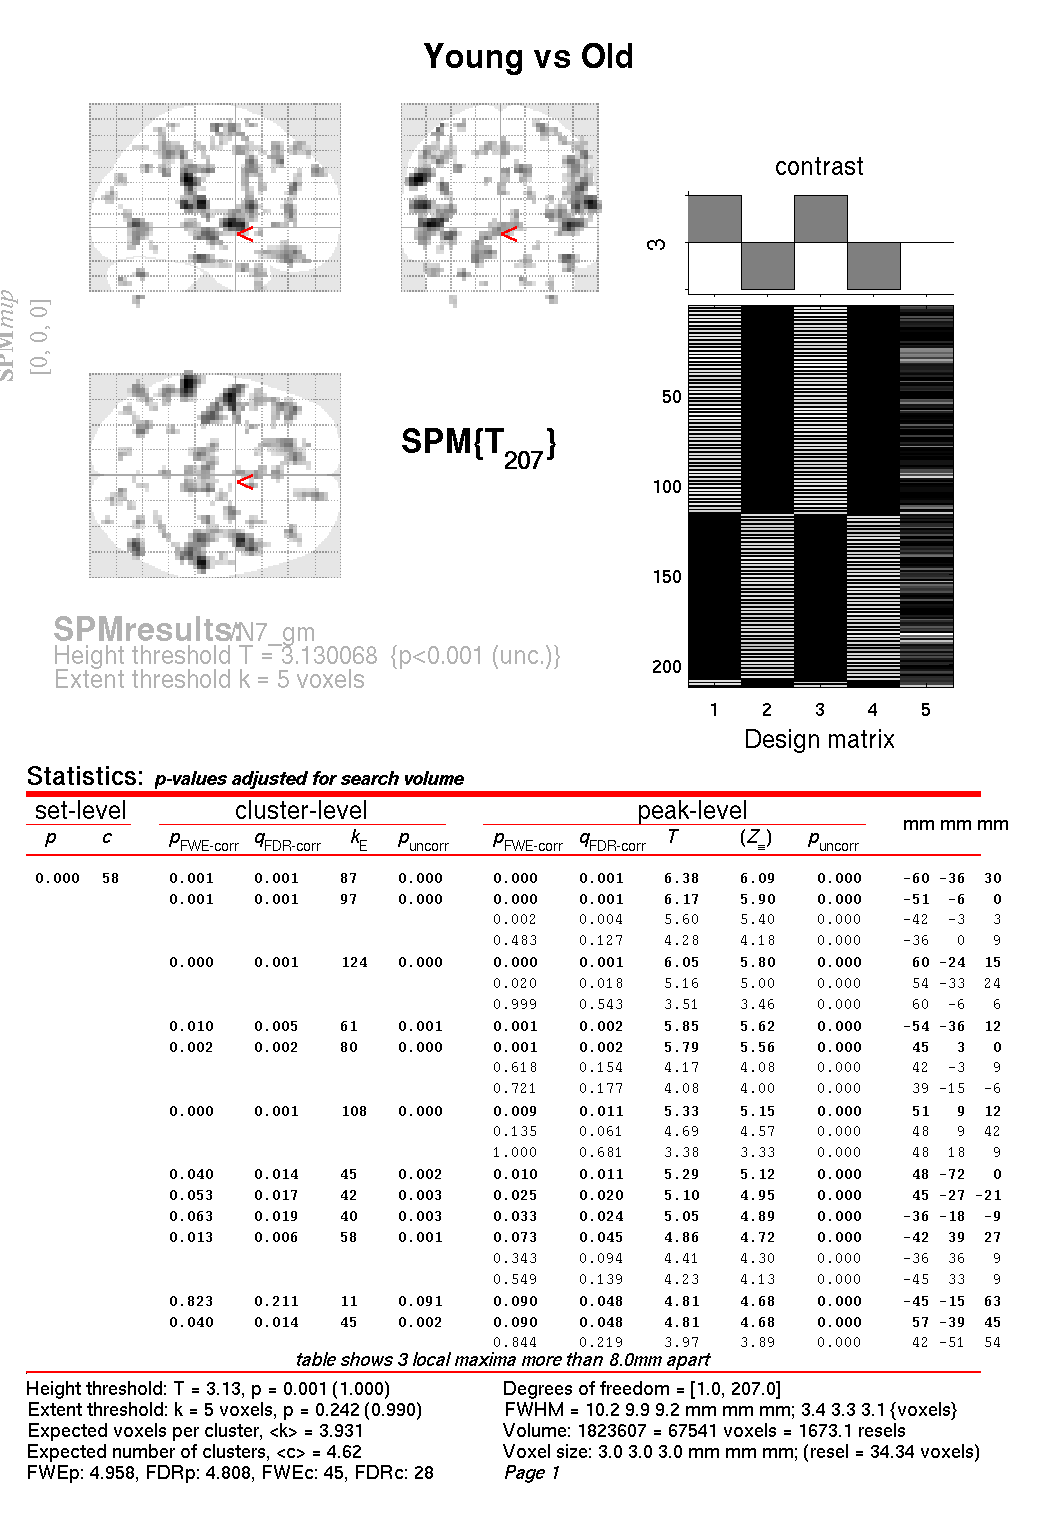 Young vs Old
contrast
3
SPMmip
[0, 0, 0]
<
<
<
SPM{T207}
50
100
150
200
1 2 3 4 5
Design matrix
Height threshold T = 3.130068 {p<0.001 (unc.)}
Extent threshold k = 5 voxels
Statistics: p-values adjusted for search volume
set-level cluster-level peak-level
p c pFWE-corr qFDR-corr kE puncorr pFWE-corr qFDR-corr T (Z≡) puncorr mm mm mm
0.000 58 0.001 0.001 87 0.000 0.000 0.001 6.38 6.09 0.000 -60 -36 30
0.001 0.001 97 0.000 0.000 0.001 6.17 5.90 0.000 -51 -6 0
0.002 0.004 5.60 5.40 0.000 -42 -3 3
0.483 0.127 4.28 4.18 0.000 -36 0 9
0.000 0.001 124 0.000 0.000 0.001 6.05 5.80 0.000 60 -24 15
0.020 0.018 5.16 5.00 0.000 54 -33 24
0.999 0.543 3.51 3.46 0.000 60 -6 6
0.010 0.005 61 0.001 0.001 0.002 5.85 5.62 0.000 -54 -36 12
0.002 0.002 80 0.000 0.001 0.002 5.79 5.56 0.000 45 3 0
0.618 0.154 4.17 4.08 0.000 42 -3 9
0.721 0.177 4.08 4.00 0.000 39 -15 -6
0.000 0.001 108 0.000 0.009 0.011 5.33 5.15 0.000 51 9 12
0.135 0.061 4.69 4.57 0.000 48 9 42
1.000 0.681 3.38 3.33 0.000 48 18 9
0.040 0.014 45 0.002 0.010 0.011 5.29 5.12 0.000 48 -72 0
0.053 0.017 42 0.003 0.025 0.020 5.10 4.95 0.000 45 -27 -21
0.063 0.019 40 0.003 0.033 0.024 5.05 4.89 0.000 -36 -18 -9
0.013 0.006 58 0.001 0.073 0.045 4.86 4.72 0.000 -42 39 27
0.343 0.094 4.41 4.30 0.000 -36 36 9
0.549 0.139 4.23 4.13 0.000 -45 33 9
0.823 0.211 11 0.091 0.090 0.048 4.81 4.68 0.000 -45 -15 63
0.040 0.014 45 0.002 0.090 0.048 4.81 4.68 0.000 57 -39 45
0.844 0.219 3.97 3.89 0.000 42 -51 54
table shows 3 local maxima more than 8.0mm apart
Height threshold: T = 3.13, p = 0.001 (1.000)
Extent threshold: k = 5 voxels, p = 0.242 (0.990)
Expected voxels per cluster, <k> = 3.931
Expected number of clusters, <c> = 4.62
FWEp: 4.958, FDRp: 4.808, FWEc: 45, FDRc: 28
Degrees of freedom = [1.0, 207.0]
FWHM = 10.2 9.9 9.2 mm mm mm; 3.4 3.3 3.1 {voxels}
Volume: 1823607 = 67541 voxels = 1673.1 resels
Voxel size: 3.0 3.0 3.0 mm mm mm; (resel = 34.34 voxels)
Page 1